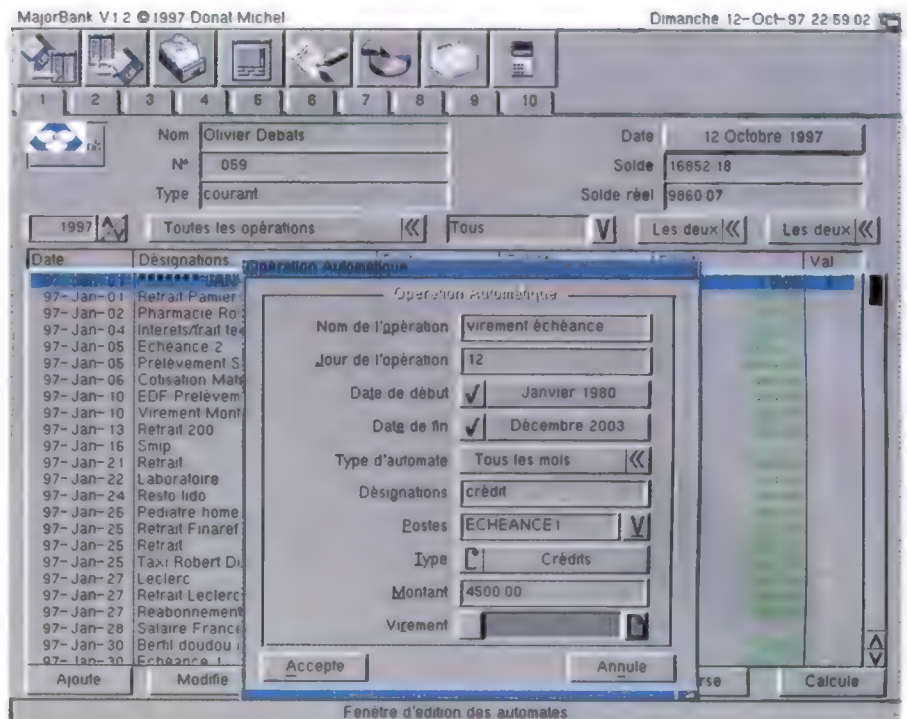 MajorBank V1 2 © 1997 Donat Michel
Dimanche 12-Oct-97 22 59 02
1 2 3 4 5 6 7 8 9 10
ok
Nom Olivier Debats
Date 12 Octobre 1997
N° 059
Solde 16852 18
Type courant
Solde réel 9860 07
1997 Toutes les opérations Tous Les deux Les deux
Date Désignations Val
Opération Automatique
97-Jan-01 Retrait Pamier
97-Jan-02 Pharmacie Ro
97-Jan-04 Interets/frait te
97-Jan-05 Echeance 2
97-Jan-05 Prélèvement S
97-Jan-06 Cotisation Mat
97-Jan-10 EDF Prélèvem
97-Jan-10 Virement Mont
97-Jan-13 Retrait 200
97-Jan-16 Smip
97-Jan-21 Retrait
97-Jan-22 Laboratoire
97-Jan-24 Resto lido
97-Jan-26 Pediatre home
97-Jan-25 Retrait Finaref
97-Jan-25 Retrait
97-Jan-25 Taxi Robert D
97-Jan-27 Leclerc
97-Jan-27 Retrait Leclerc
97-Jan-27 Reabonnement
97-Jan-28 Salaire Franc
97-Jan-30 Bertil doudou
97-Jan-30 Echeance 1
Opération Automatique
Nom de l'opération virement échèance
Jour de l'opération 12
Date de début Janvier 1980
Date de fin Décembre 2003
Type d'automate Tous les mois
Désignations crédit
Postes ECHEANCE1
Type Crédits
Montant 4500 00
Virement
Accepte Annule
Ajoute Modifie rse Calcule
Fenêtre d'édition des automates